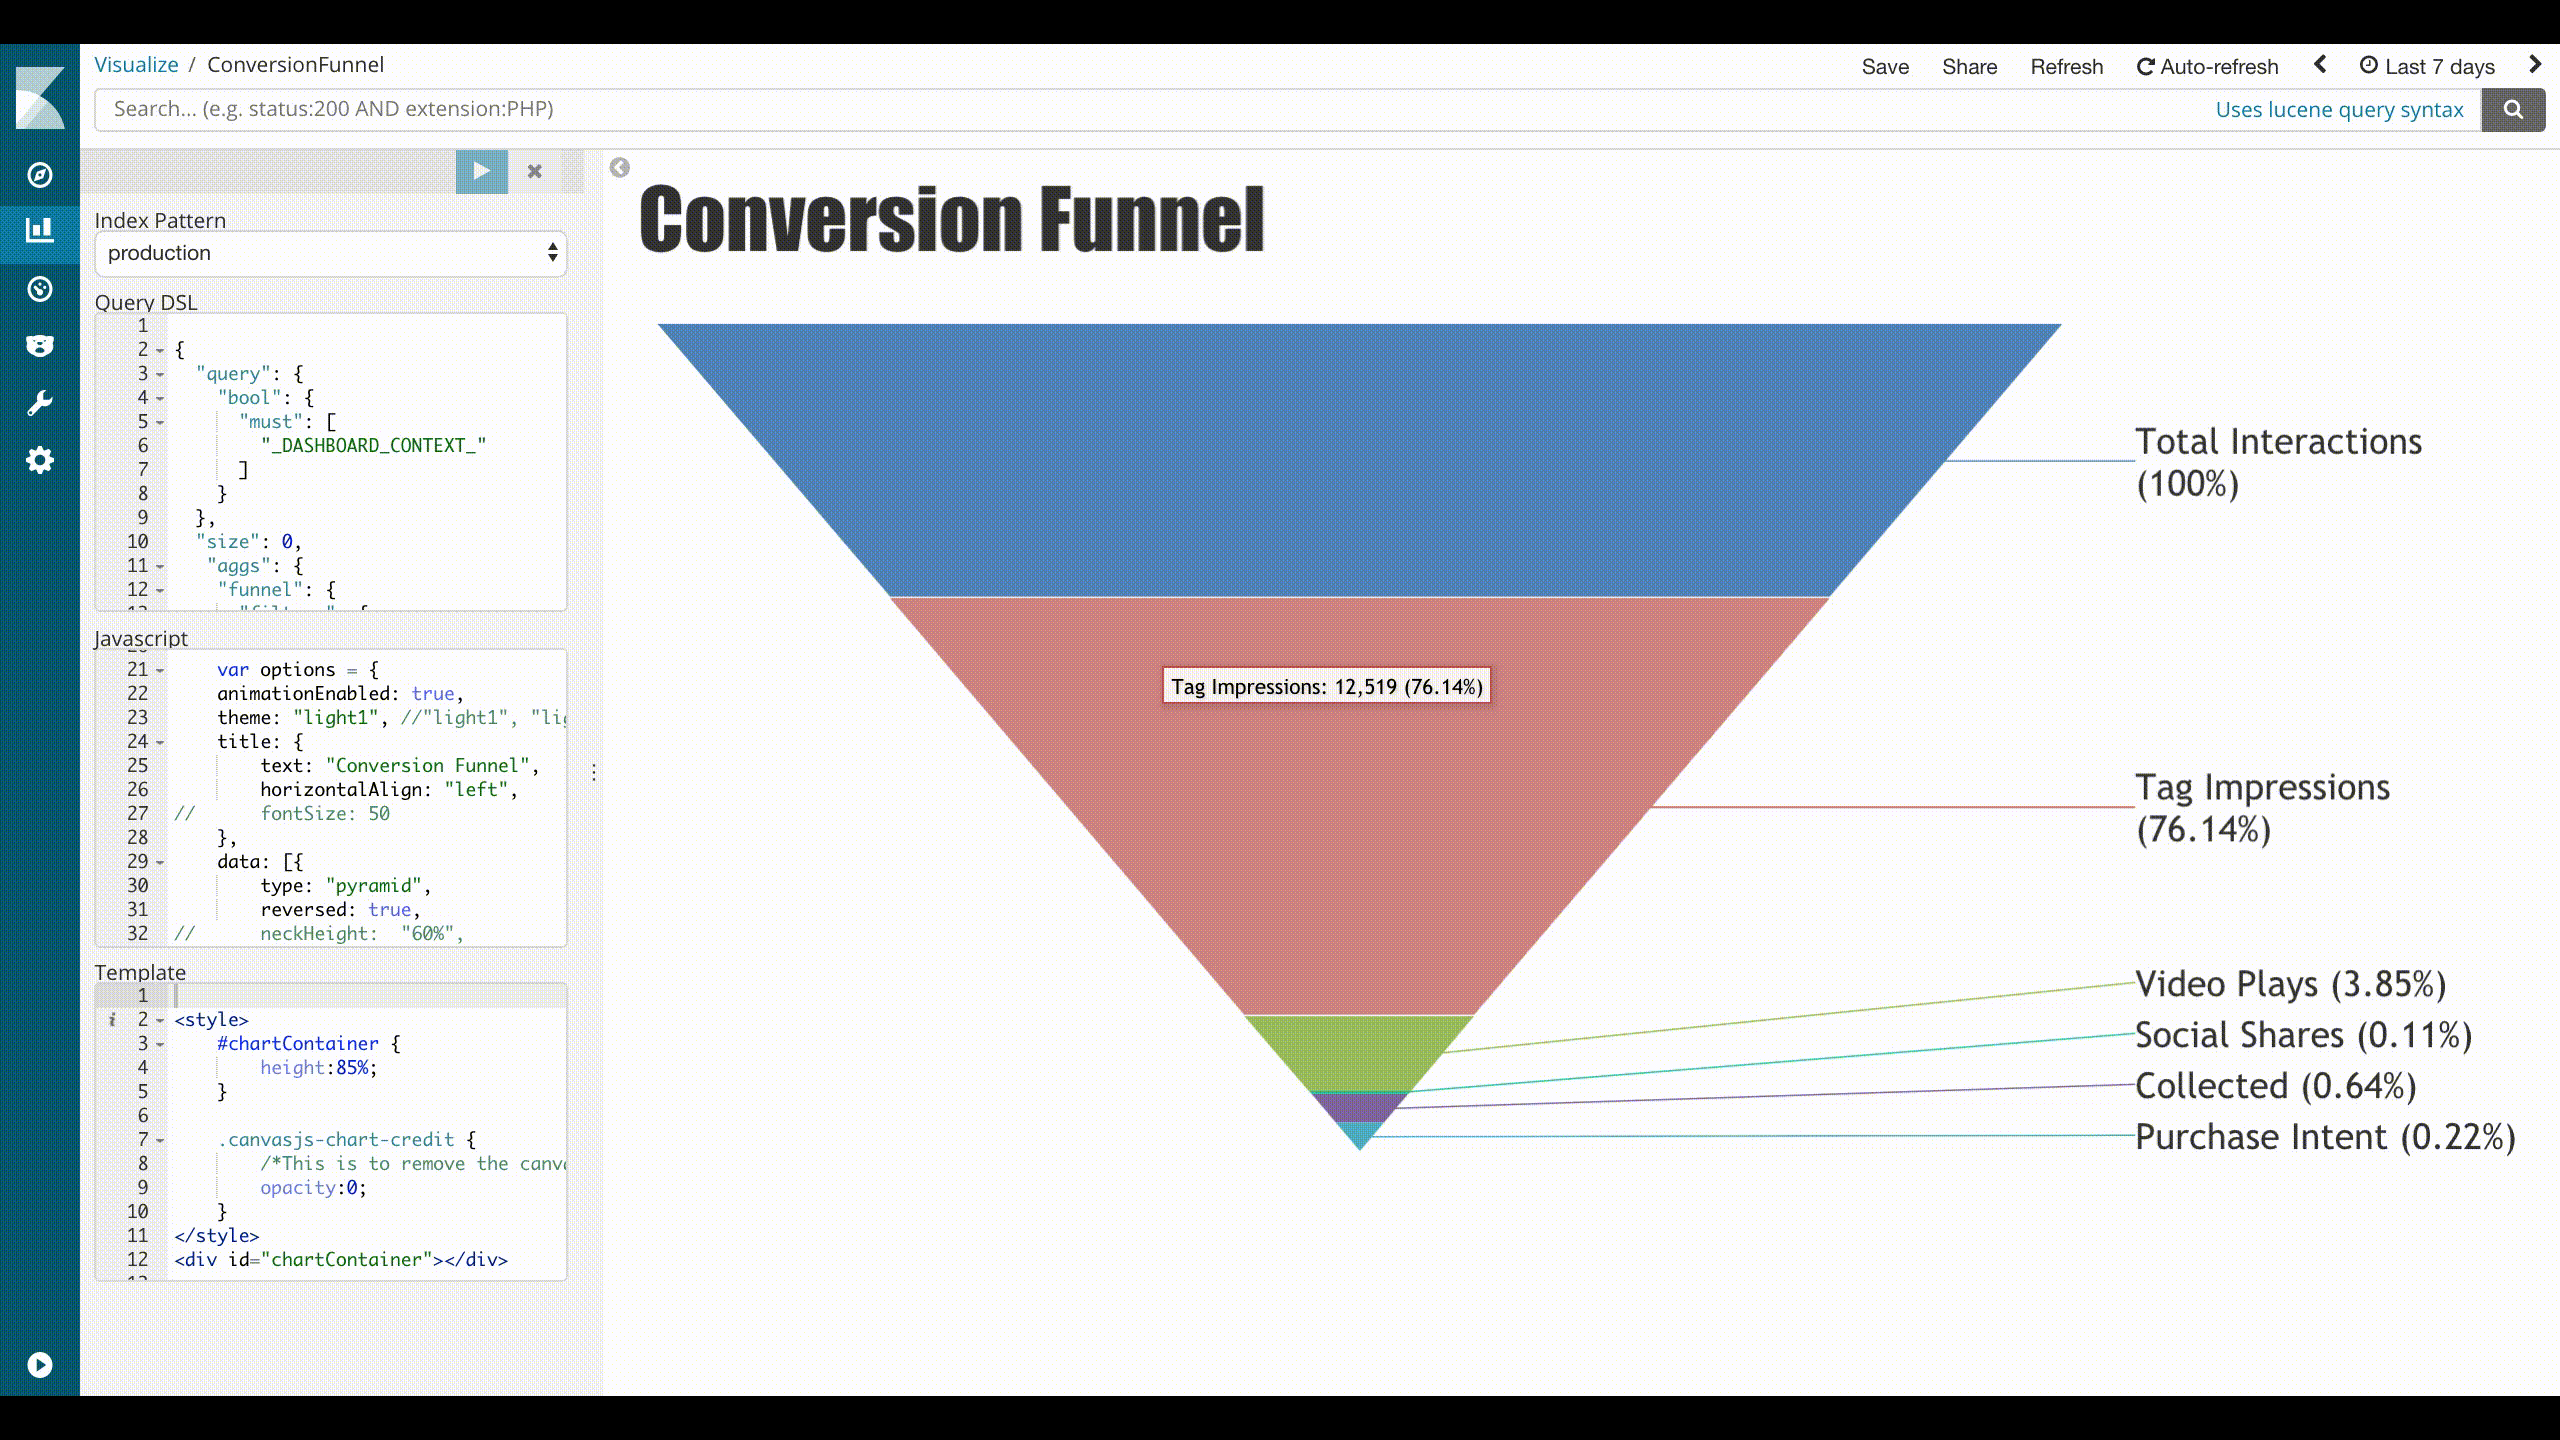 Visualize / ConversionFunnel
Save Share Refresh Auto-refresh Last 7 days
Search... (e.g. status:200 AND extension:PHP)
Uses lucene query syntax
Index Pattern
production
Query DSL
1
2 {
3 "query": {
4 "bool": {
5 "must": [
6 "_DASHBOARD_CONTEXT_"
7 ]
8 }
9 },
10 "size": 0,
11 "aggs": {
12 "funnel": {
Javascript
21 var options = {
22 animationEnabled: true,
23 theme: "light1", //"light1", "lig
24 title: {
25 text: "Conversion Funnel",
26 horizontalAlign: "left",
27 // fontSize: 50
28 },
29 data: [{
30 type: "pyramid",
31 reversed: true,
32 // neckHeight: "60%",
Template
1
2 <style>
3 #chartContainer {
4 height:85%;
5 }
6
7 .canvasjs-chart-credit {
8 /*This is to remove the canv
9 opacity:0;
10 }
11 </style>
12 <div id="chartContainer"></div>
Conversion Funnel
Total Interactions
(100%)
Tag Impressions: 12,519 (76.14%)
Tag Impressions
(76.14%)
Video Plays (3.85%)
Social Shares (0.11%)
Collected (0.64%)
Purchase Intent (0.22%)